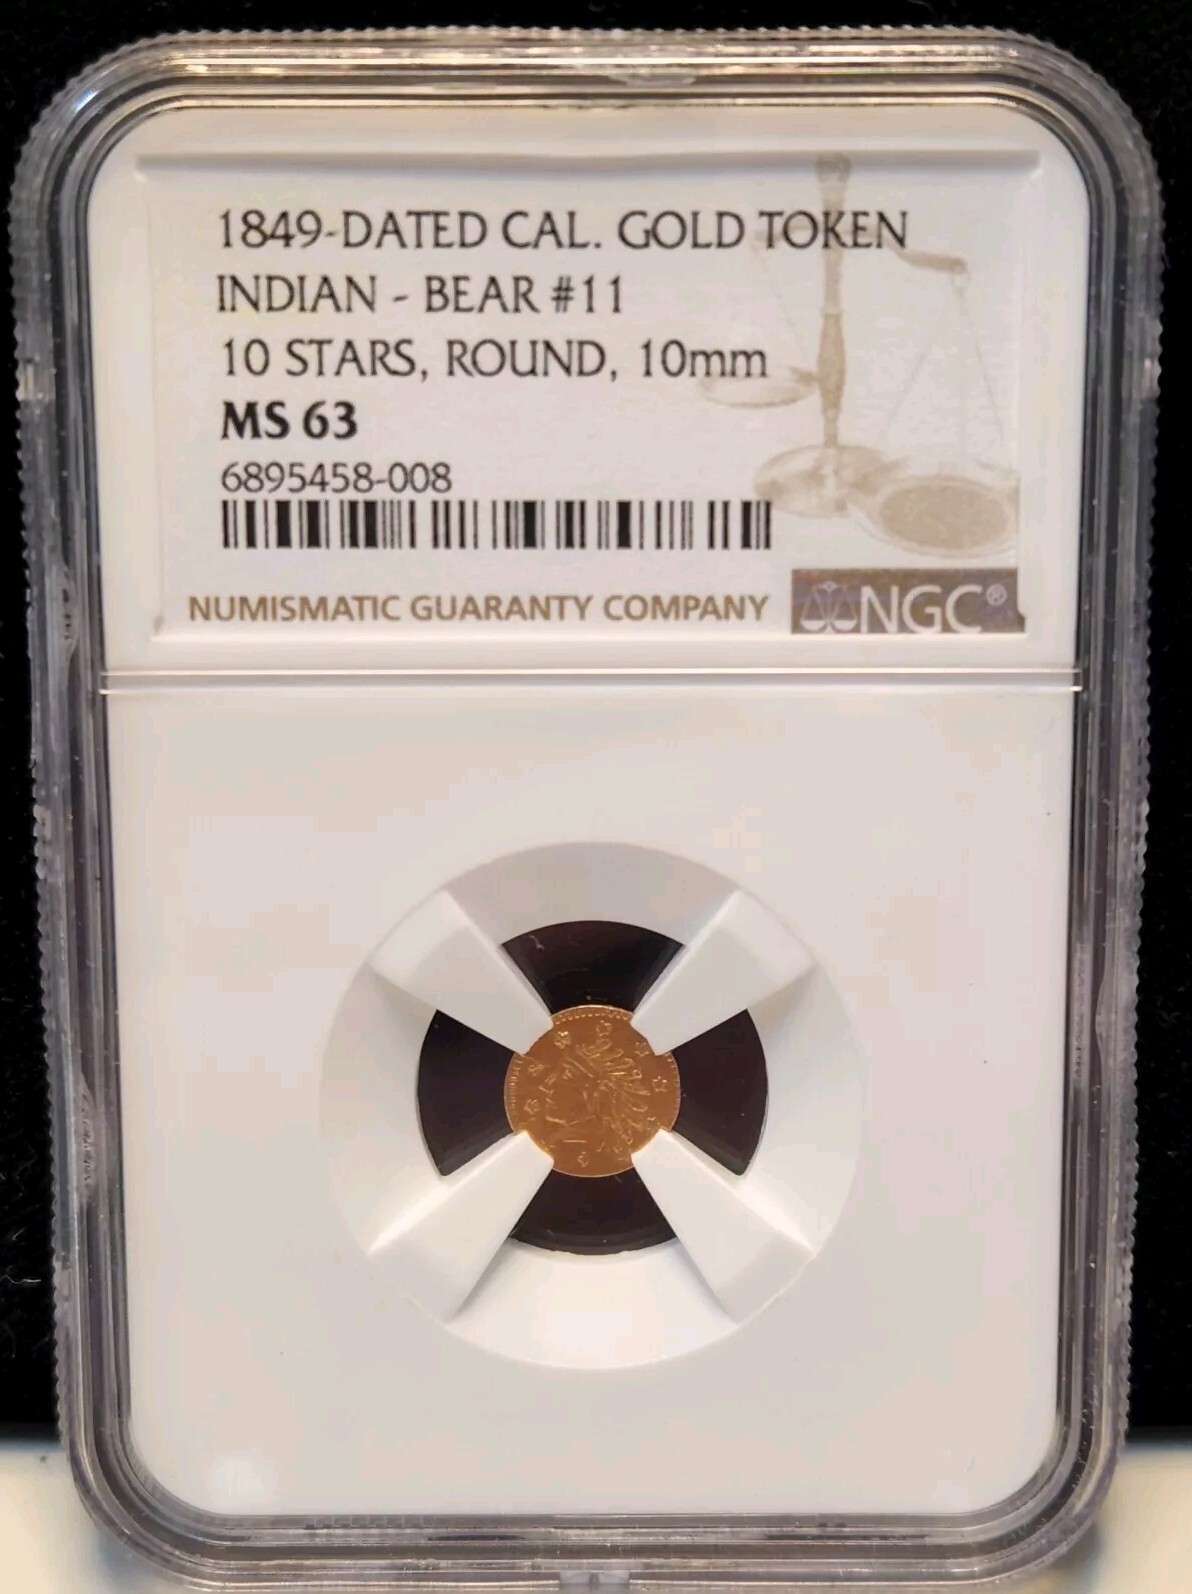 1849-DATED CAL. GOLD TOKEN
INDIAN - BEAR #11
10 STARS, ROUND, 10mm
MS 63
6895458-008
NUMISMATIC GUARANTY COMPANY NGC®